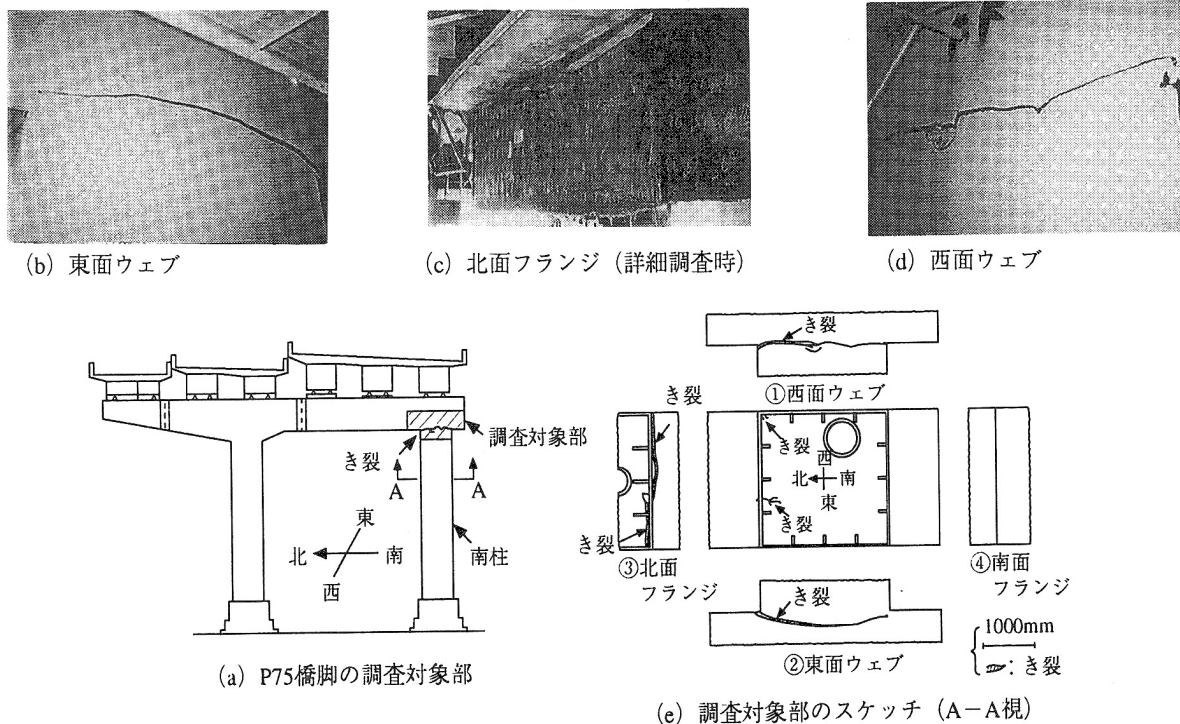 (b) 東面ウェブ
(c) 北面フランジ（詳細調査時）
(d) 西面ウェブ
調査対象部
き裂
A
A
東
北
南
西
南柱
(a) P75橋脚の調査対象部
き裂
①西面ウェブ
き裂
き裂
西
北
南
東
き裂
き裂
③北面
フランジ
④南面
フランジ
き裂
②東面ウェブ
1000mm
：き裂
(e) 調査対象部のスケッチ（A－A視）